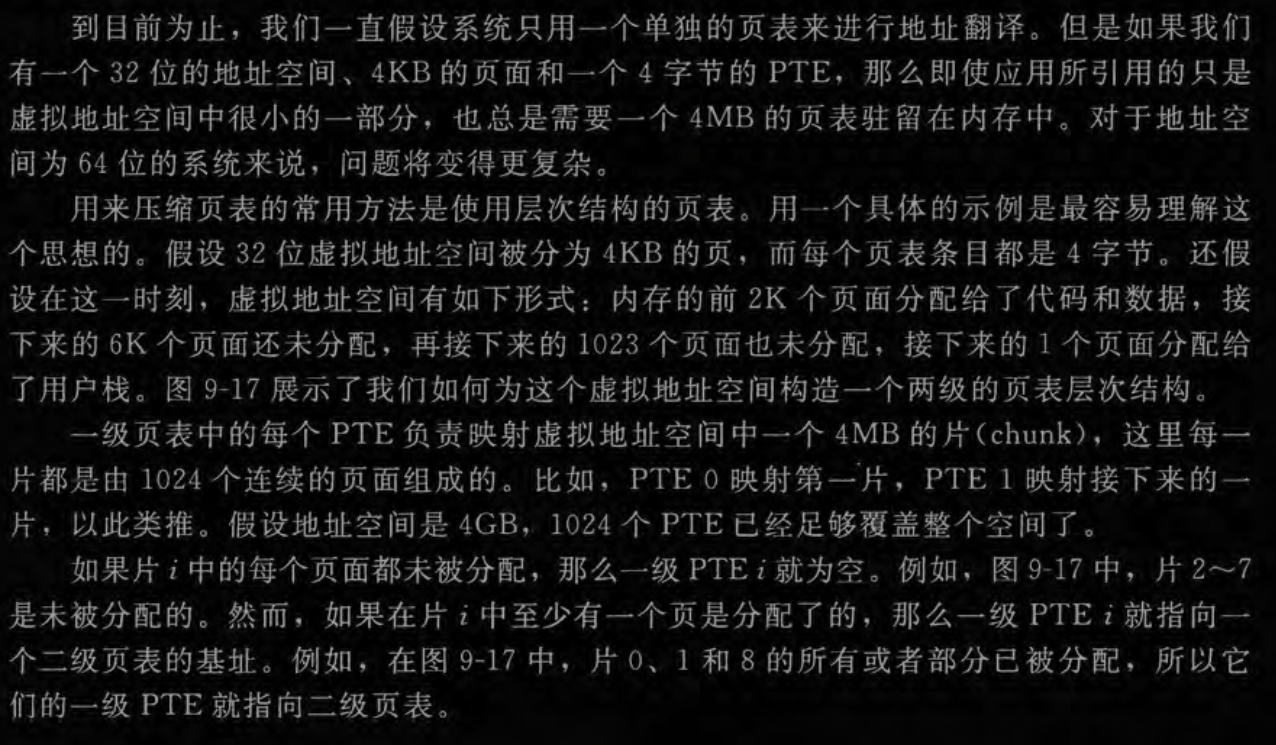 到目前为止，我们一直假设系统只用一个单独的页表来进行地址翻译。但是如果我们
有一个 32 位的地址空间、4KB 的页面和一个 4 字节的 PTE，那么即使应用所引用的只是
虚拟地址空间中很小的一部分，也总是需要一个 4MB 的页表驻留在内存中。对于地址空
间为 64 位的系统来说，问题将变得更复杂。
用来压缩页表的常用方法是使用层次结构的页表。用一个具体的示例是最容易理解这
个思想的。假设 32 位虚拟地址空间被分为 4KB 的页，而每个页表条目都是 4 字节。还假
设在这一时刻，虚拟地址空间有如下形式：内存的前 2K 个页面分配给了代码和数据，接
下来的 6K 个页面还未分配，再接下来的 1023 个页面也未分配，接下来的 1 个页面分配给
了用户栈。图 9-17 展示了我们如何为这个虚拟地址空间构造一个两级的页表层次结构。
一级页表中的每个 PTE 负责映射虚拟地址空间中一个 4MB 的片(chunk)，这里每一
片都是由 1024 个连续的页面组成的。比如，PTE 0 映射第一片，PTE 1 映射接下来的一
片，以此类推。假设地址空间是 4GB，1024 个 PTE 已经足够覆盖整个空间了。
如果片 i 中的每个页面都未被分配，那么一级 PTE i 就为空。例如，图 9-17 中，片 2～7
是未被分配的。然而，如果在片 i 中至少有一个页是分配了的，那么一级 PTE i 就指向一
个二级页表的基址。例如，在图 9-17 中，片 0、1 和 8 的所有或者部分已被分配，所以它
们的一级 PTE 就指向二级页表。